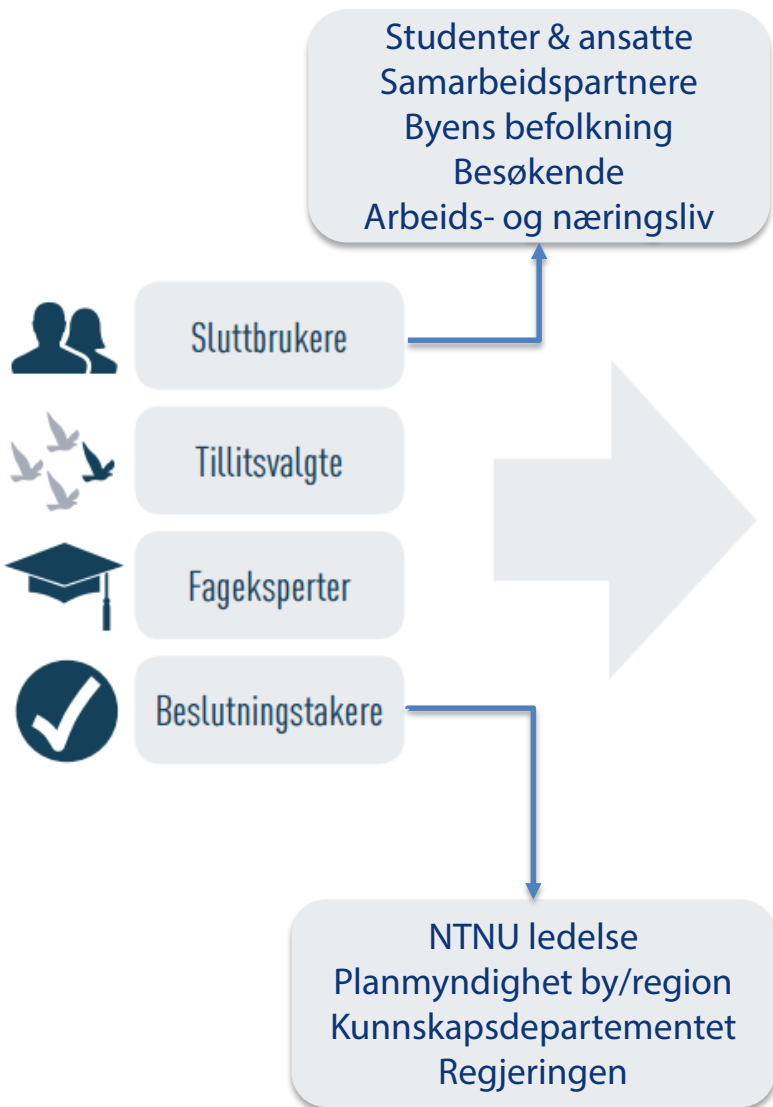 Studenter & ansatte
Samarbeidspartnere
Byens befolkning
Besøkende
Arbeids- og næringsliv
Sluttbrukere
Tillitsvalgte
Fageksperter
Beslutningstakere
NTNU ledelse
Planmyndighet by/region
Kunnskapsdepartementet
Regjeringen